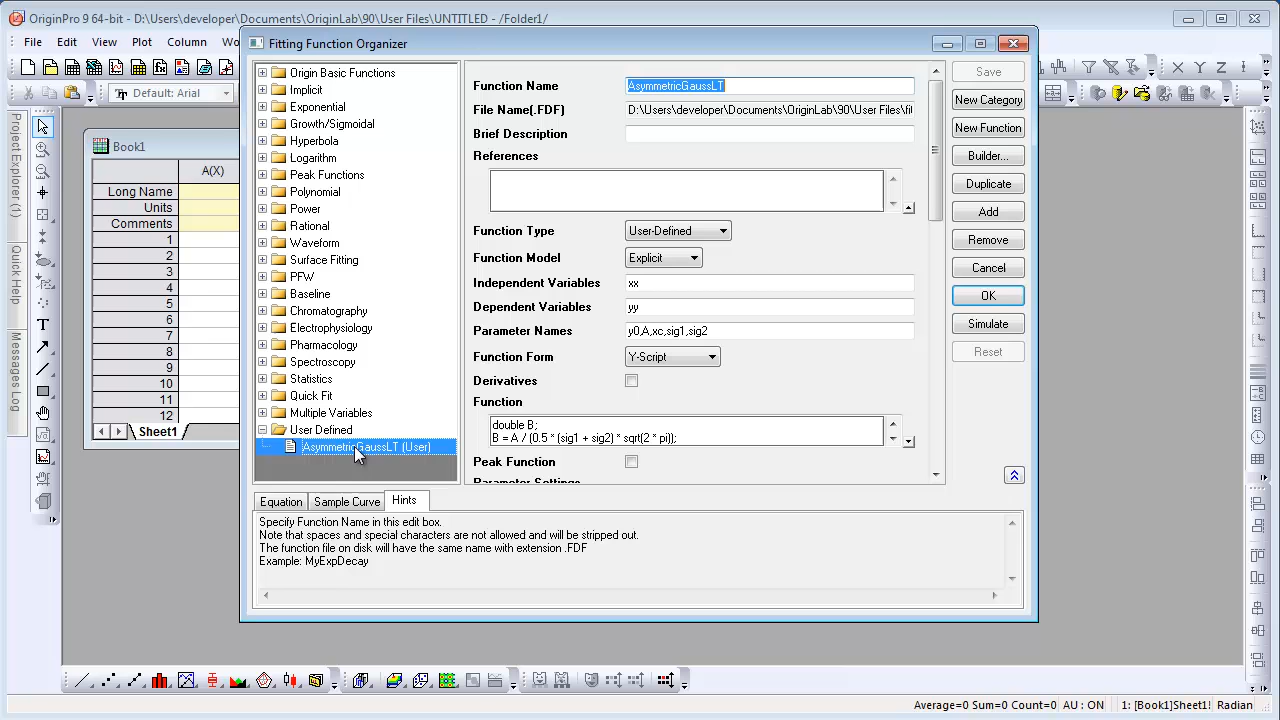 OriginPro 9 64-bit - D:\Users\developer\Documents\OriginLab\90\User Files\UNTITLED - /Folder1/
File Edit View Plot Column
Default: Arial
Project Explorer (1)
Quick Help
Messages Log
Book1
A(X)
Long Name
Units
Comments
1
2
3
4
5
6
7
8
9
10
11
12
Sheet1
Fitting Function Organizer
Origin Basic Functions
Implicit
Exponential
Growth/Sigmoidal
Hyperbola
Logarithm
Peak Functions
Polynomial
Power
Rational
Waveform
Surface Fitting
PFW
Baseline
Chromatography
Electrophysiology
Pharmacology
Spectroscopy
Statistics
Quick Fit
Multiple Variables
User Defined
AsymmetricGaussLT (User)
Function Name AsymmetricGaussLT
File Name(.FDF) D:\Users\developer\Documents\OriginLab\90\User Files\fi
Brief Description
References
Function Type User-Defined
Function Model Explicit
Independent Variables xx
Dependent Variables yy
Parameter Names y0,A,xc,sig1,sig2
Function Form Y-Script
Derivatives
Function
double B;
B = A / (0.5 * (sig1 + sig2) * sqrt(2 * pi));
Peak Function
Parameter Settings
Save
New Category
New Function
Builder...
Duplicate
Add
Remove
Cancel
OK
Simulate
Reset
Equation Sample Curve Hints
Specify Function Name in this edit box.
Note that spaces and special characters are not allowed and will be stripped out.
The function file on disk will have the same name with extension .FDF
Example: MyExpDecay
Average=0 Sum=0 Count=0 AU : ON 1: [Book1]Sheet1! Radian